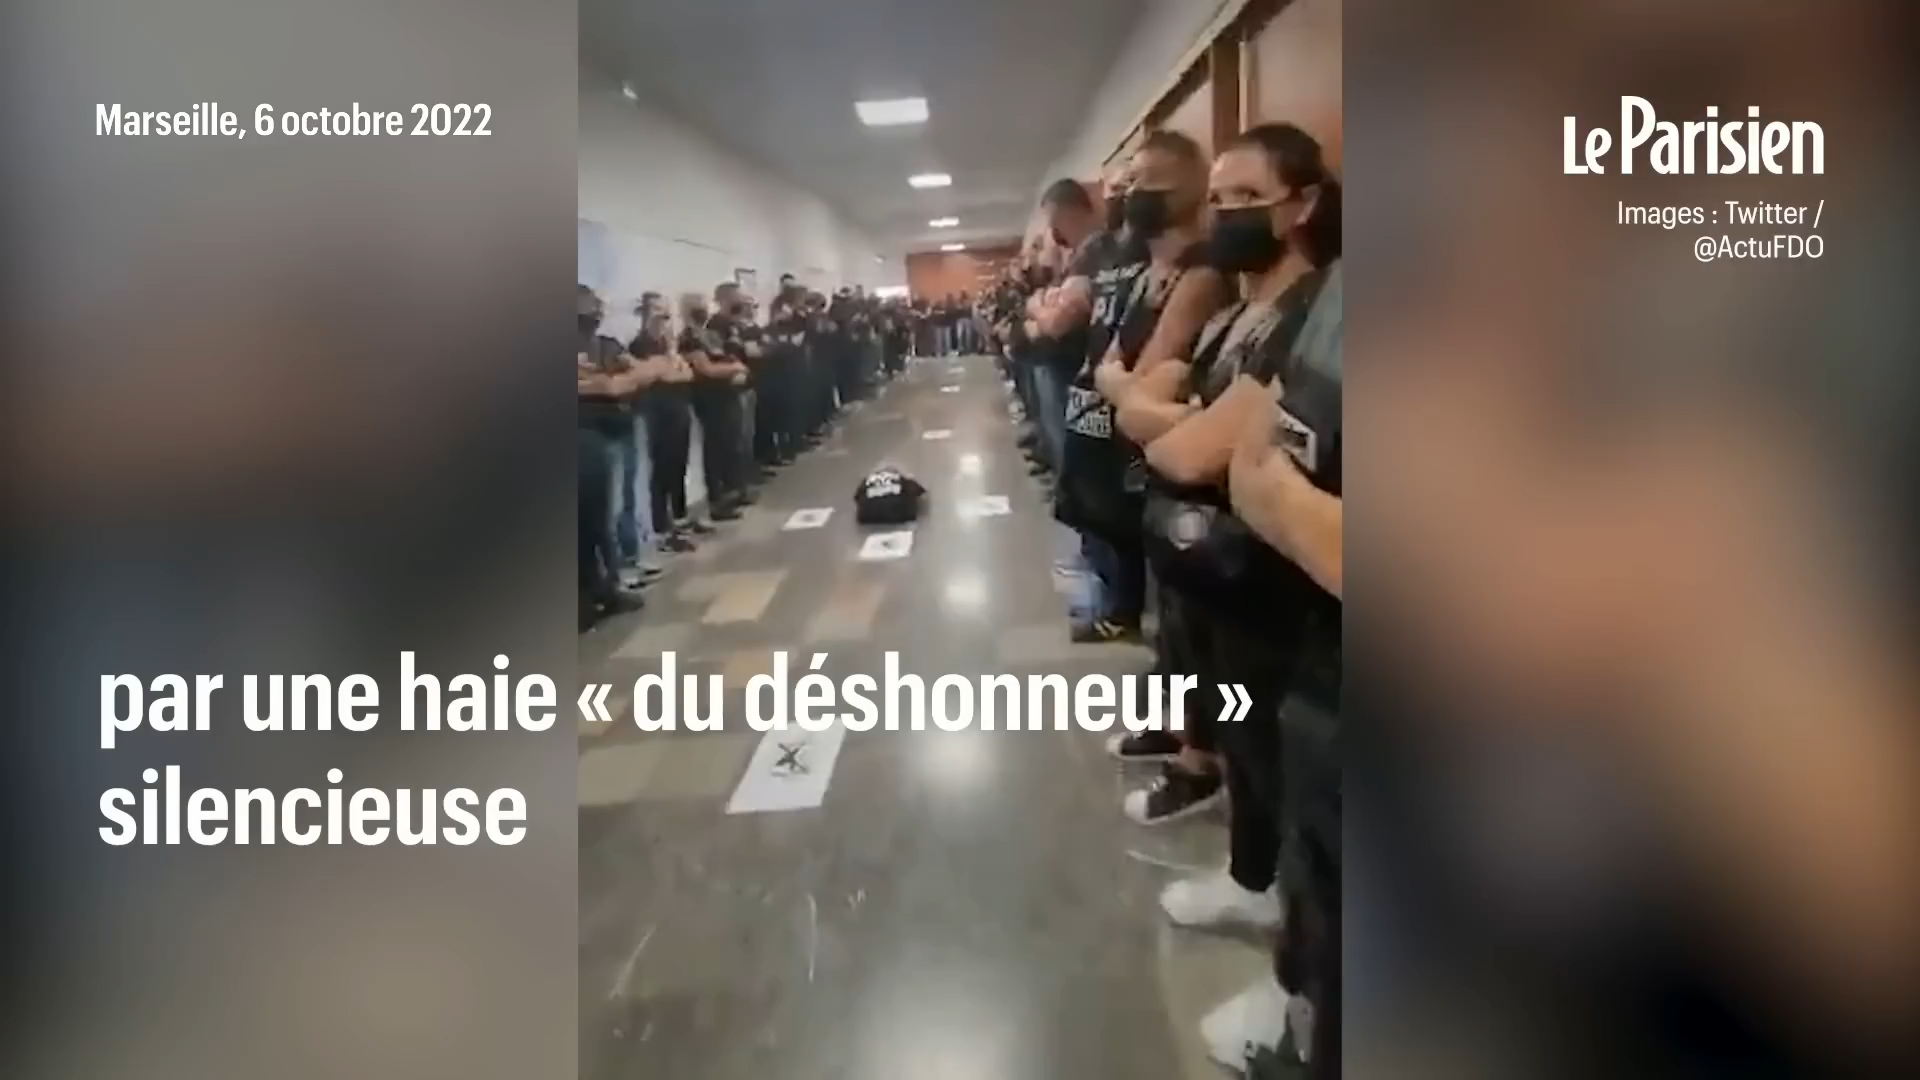 Marseille, 6 octobre 2022
Le Parisien
Images : Twitter /
@ActuFDO
par une haie « du déshonneur »
silencieuse